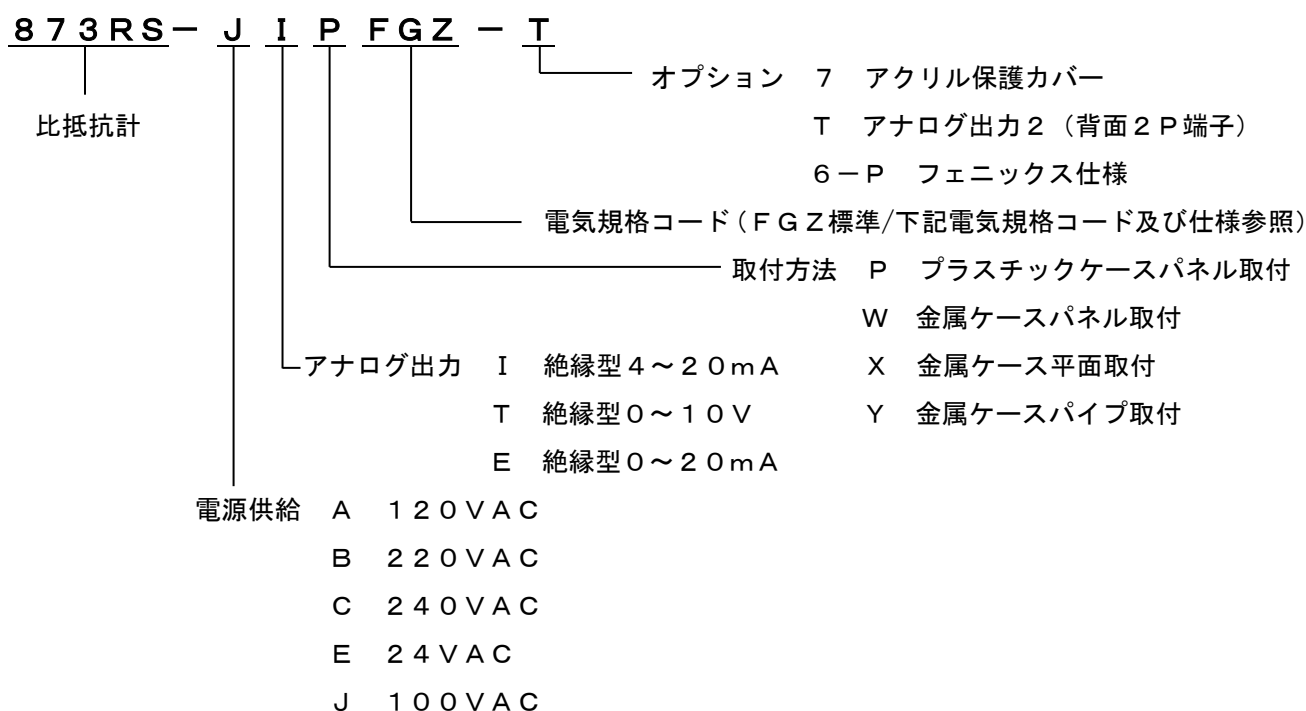 ８７３ＲＳ－ Ｊ Ｉ Ｐ ＦＧＺ － Ｔ
オプション　７　アクリル保護カバー
比抵抗計
Ｔ　アナログ出力２（背面２Ｐ端子）
６－Ｐ　フェニックス仕様
電気規格コード（ＦＧＺ標準/下記電気規格コード及び仕様参照）
取付方法　Ｐ　プラスチックケースパネル取付
Ｗ　金属ケースパネル取付
アナログ出力　Ｉ　絶縁型４～２０ｍＡ　Ｘ　金属ケース平面取付
Ｔ　絶縁型０～１０Ｖ　Ｙ　金属ケースパイプ取付
Ｅ　絶縁型０～２０ｍＡ
電源供給　Ａ　１２０ＶＡＣ
Ｂ　２２０ＶＡＣ
Ｃ　２４０ＶＡＣ
Ｅ　２４ＶＡＣ
Ｊ　１００ＶＡＣ